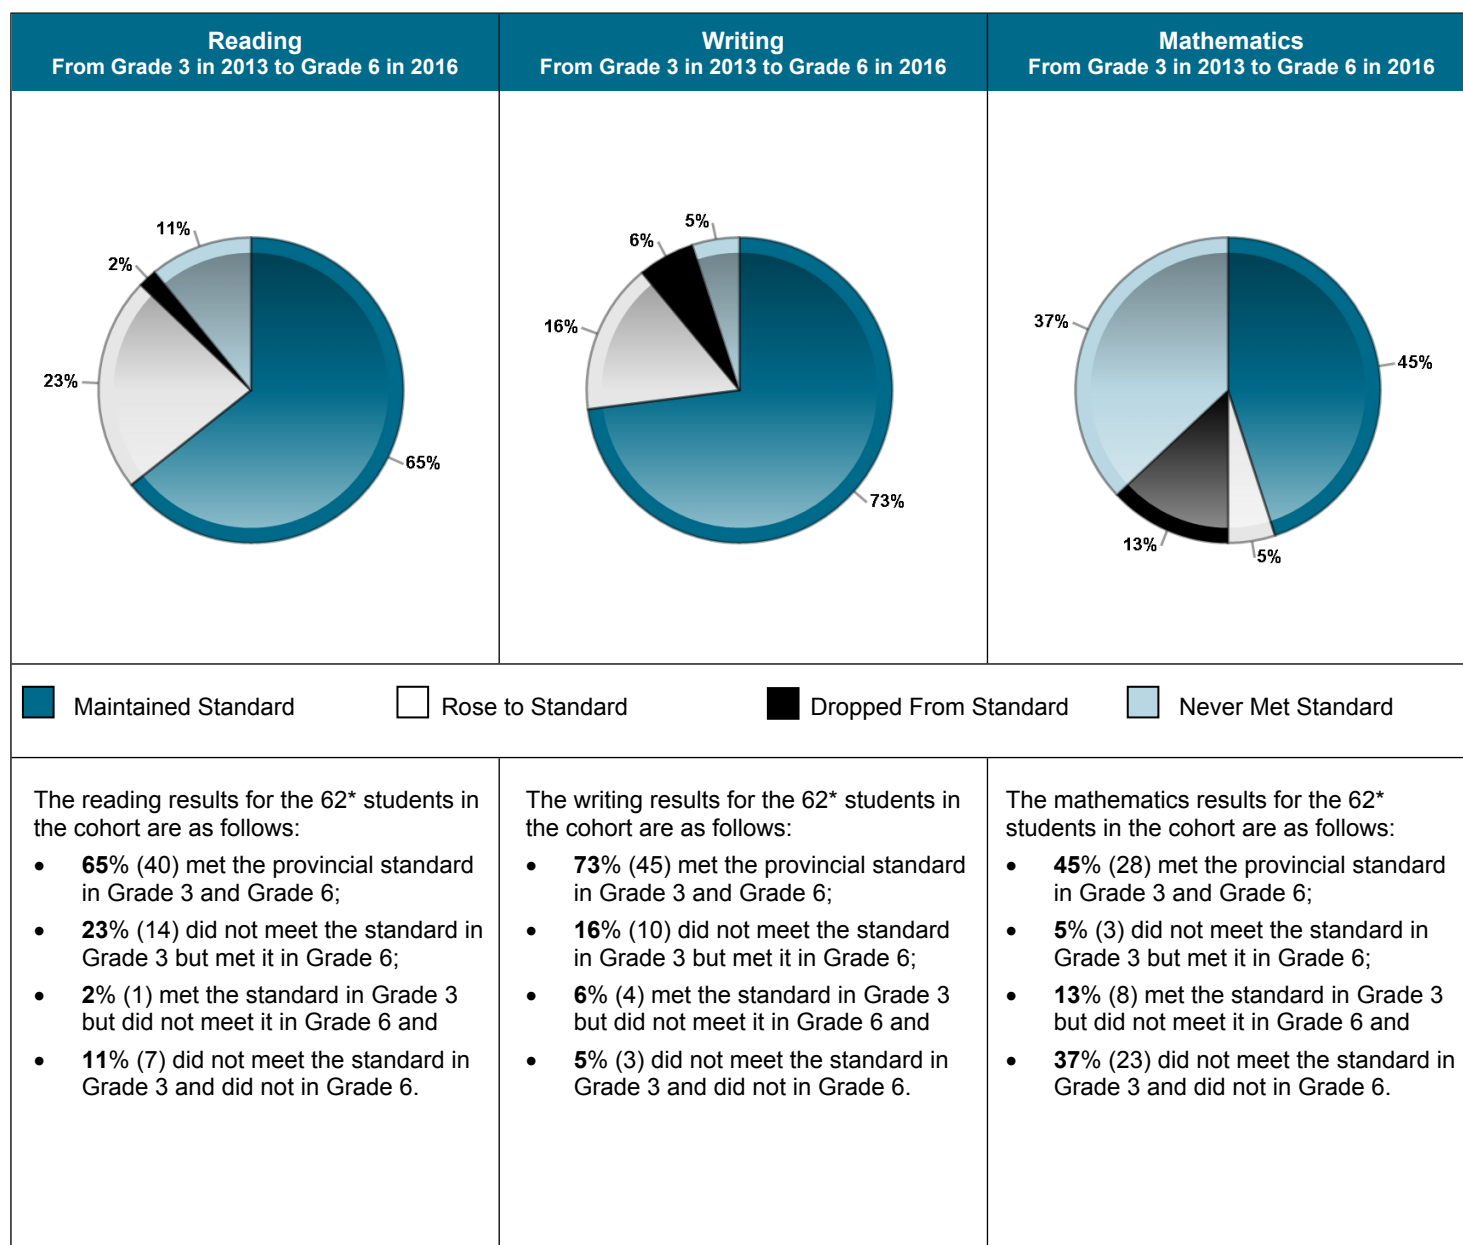 Reading
From Grade 3 in 2013 to Grade 6 in 2016
Writing
From Grade 3 in 2013 to Grade 6 in 2016
Mathematics
From Grade 3 in 2013 to Grade 6 in 2016
11%
2%
23%
65%
5%
6%
16%
73%
37%
45%
13%
5%
Maintained Standard
Rose to Standard
Dropped From Standard
Never Met Standard
The reading results for the 62* students in
the cohort are as follows:
• 65% (40) met the provincial standard
in Grade 3 and Grade 6;
• 23% (14) did not meet the standard in
Grade 3 but met it in Grade 6;
• 2% (1) met the standard in Grade 3
but did not meet it in Grade 6 and
• 11% (7) did not meet the standard in
Grade 3 and did not in Grade 6.
The writing results for the 62* students in
the cohort are as follows:
• 73% (45) met the provincial standard
in Grade 3 and Grade 6;
• 16% (10) did not meet the standard
in Grade 3 but met it in Grade 6;
• 6% (4) met the standard in Grade 3
but did not meet it in Grade 6 and
• 5% (3) did not meet the standard in
Grade 3 and did not in Grade 6.
The mathematics results for the 62*
students in the cohort are as follows:
• 45% (28) met the provincial standard
in Grade 3 and Grade 6;
• 5% (3) did not meet the standard in
Grade 3 but met it in Grade 6;
• 13% (8) met the standard in Grade 3
but did not meet it in Grade 6 and
• 37% (23) did not meet the standard in
Grade 3 and did not in Grade 6.